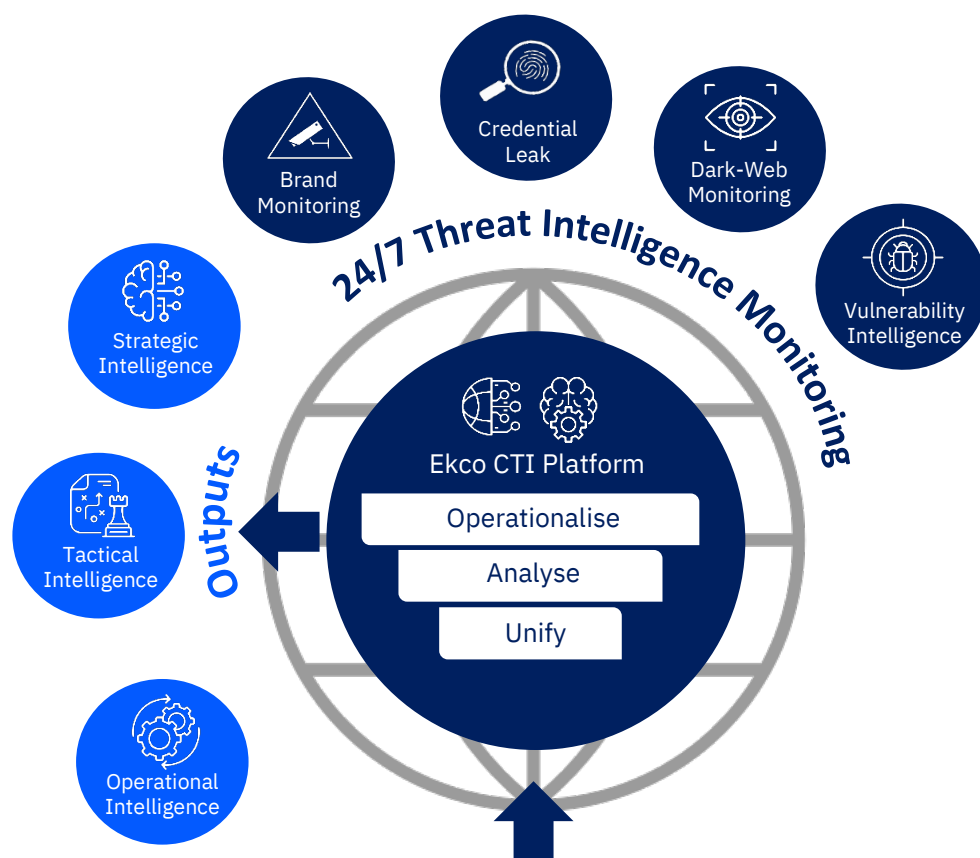 Credential
Leak
Brand
Monitoring
Dark-Web
Monitoring
Vulnerability
Intelligence
24/7 Threat Intelligence Monitoring
Strategic
Intelligence
Ekco CTI Platform
Operationalise
Analyse
Unify
Outputs
Tactical
Intelligence
Operational
Intelligence